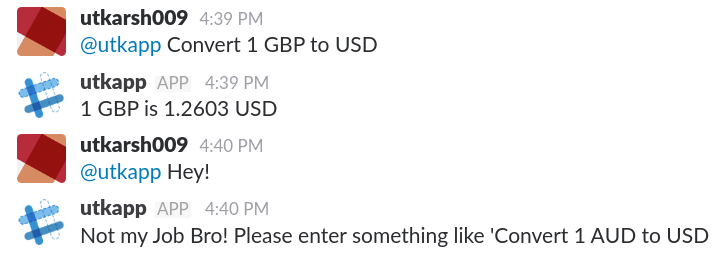 utkarsh009 4:39 PM
@utkapp Convert 1 GBP to USD
utkapp APP 4:39 PM
1 GBP is 1.2603 USD
utkarsh009 4:40 PM
@utkapp Hey!
utkapp APP 4:40 PM
Not my Job Bro! Please enter something like 'Convert 1 AUD to USD